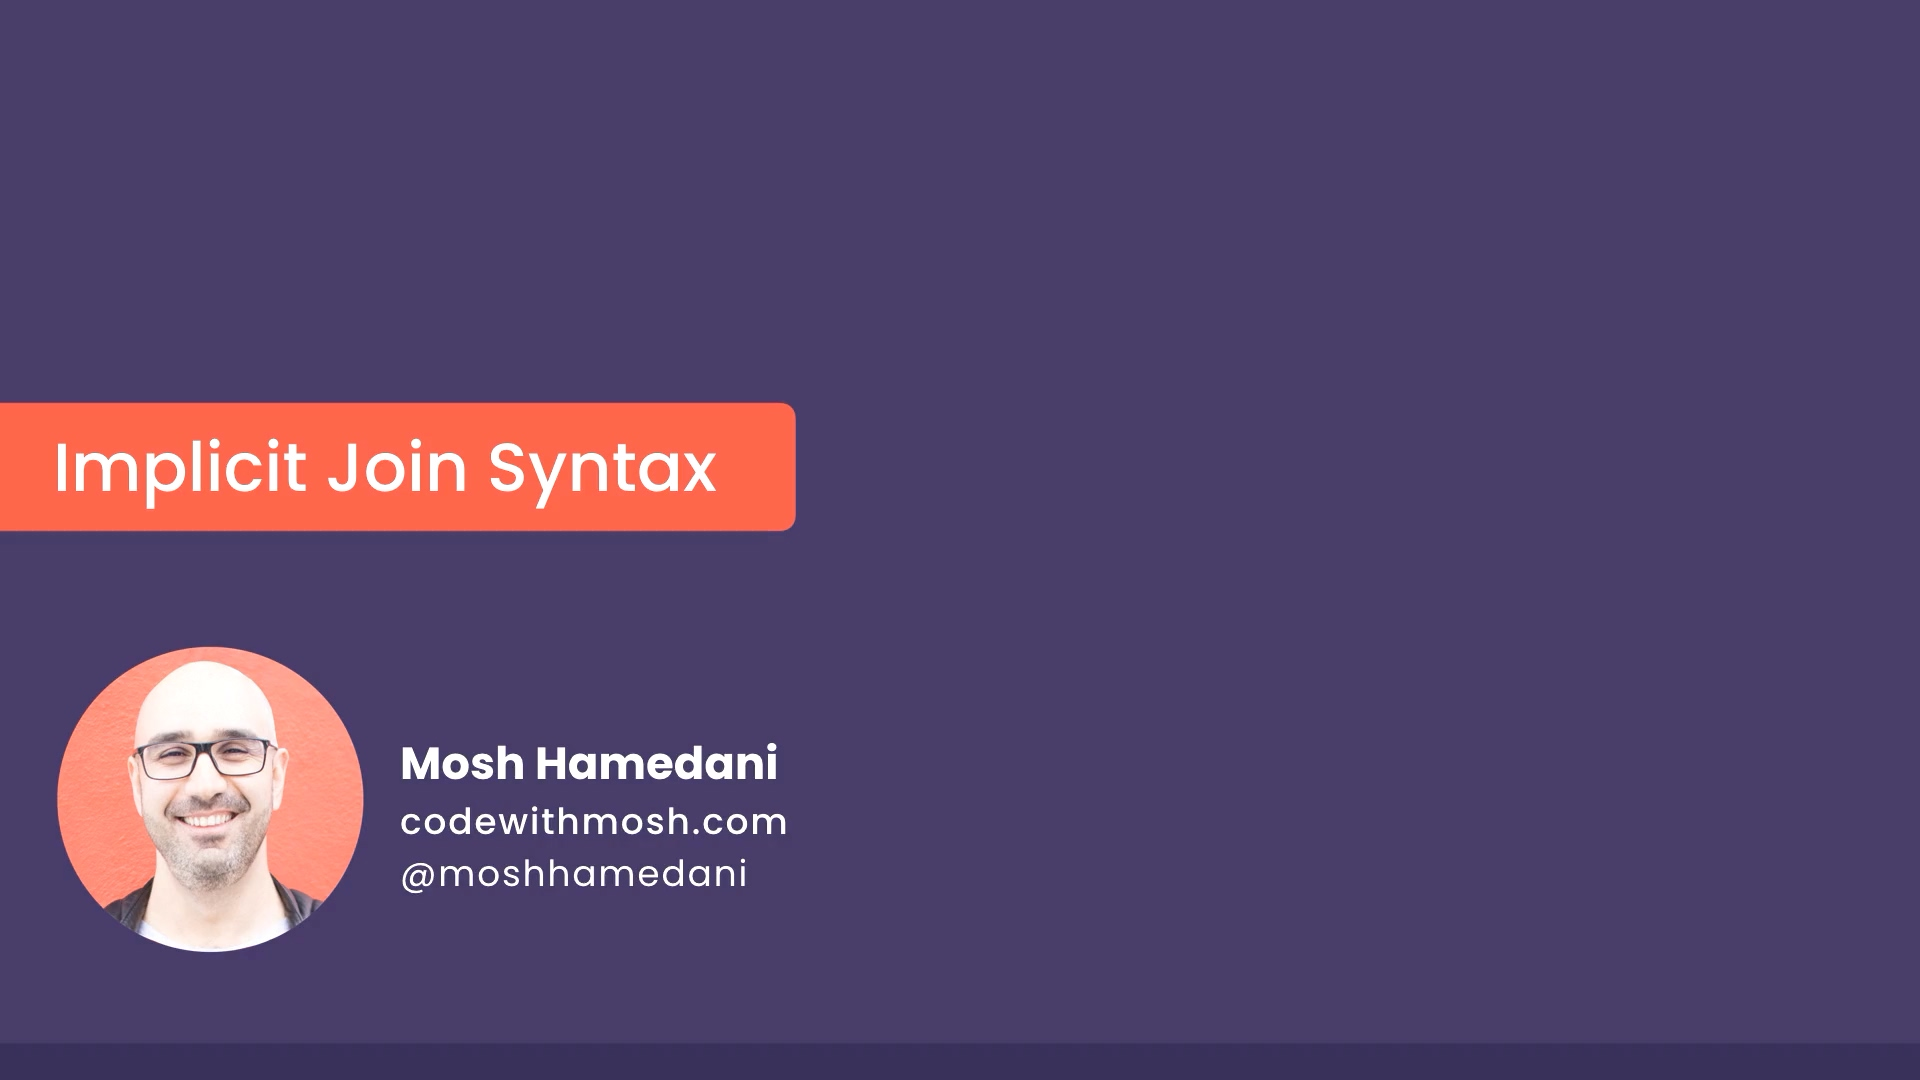 Implicit Join Syntax
Mosh Hamedani
codewithmosh.com
@moshhamedani